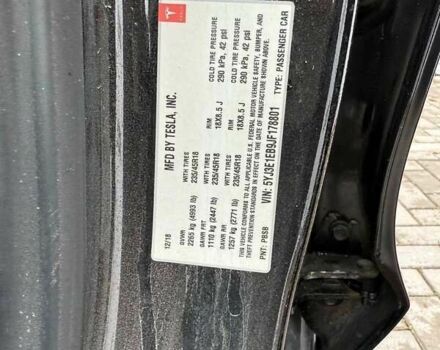 MFD BY TESLA, INC.
12/18
GVWR
2265 kg (4993 lb)
GAWR FRT WITH TIRES RIM COLD TIRE PRESSURE
1110 kg (2447 lb) 235/45R18 18X8.5 J 290 kPa, 42 psi
GAWR RR WITH TIRES RIM COLD TIRE PRESSURE
1257 kg (2771 lb) 235/45R18 18X8.5 J 290 kPa, 42 psi
THIS VEHICLE CONFORMS TO ALL APPLICABLE U.S. FEDERAL MOTOR VEHICLE SAFETY, BUMPER, AND
THEFT PREVENTION STANDARDS IN EFFECT ON THE DATE OF MANUFACTURE SHOWN ABOVE.
VIN: 5YJ3E1EB9JF178801
PNT: PBSB TYPE: PASSENGER CAR